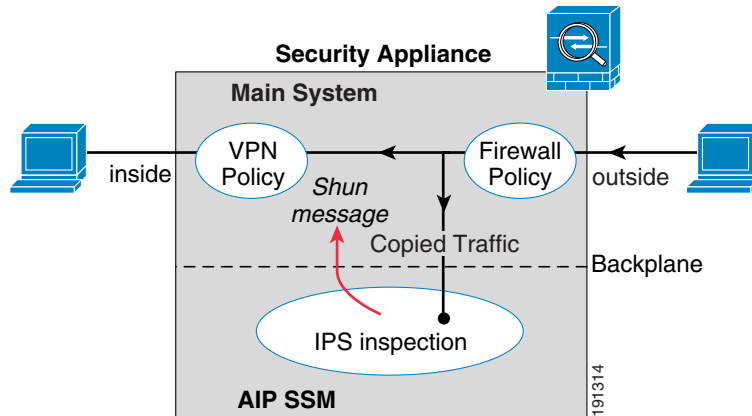 Security Appliance
Main System
VPN
Policy
Firewall
Policy
inside
outside
Shun
message
Copied Traffic
Backplane
IPS inspection
AIP SSM
191314